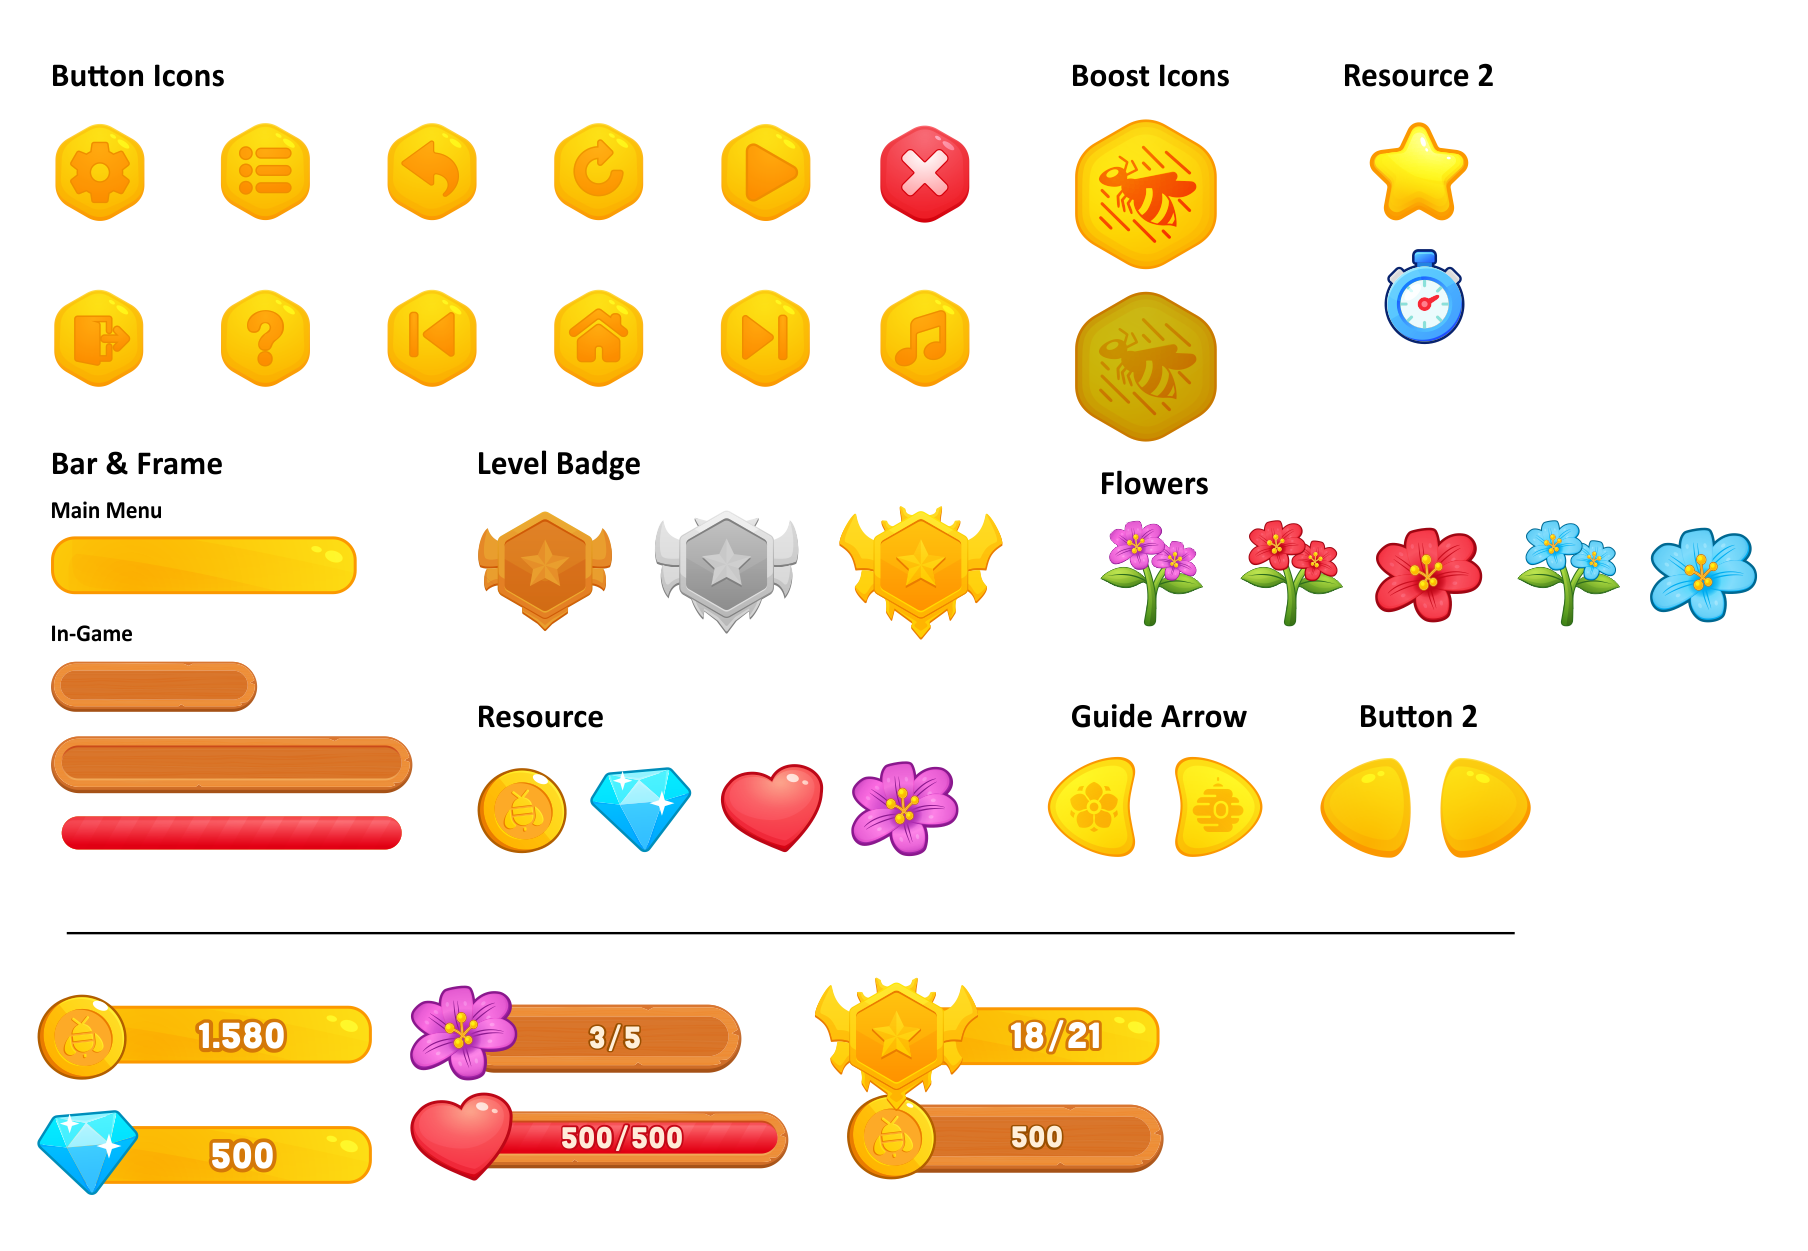 Button Icons
Boost Icons
Resource 2
?
Bar & Frame
Main Menu
In-Game
Level Badge
Flowers
Resource
Guide Arrow
Button 2
1.580
3/5
18/21
500
500/500
500